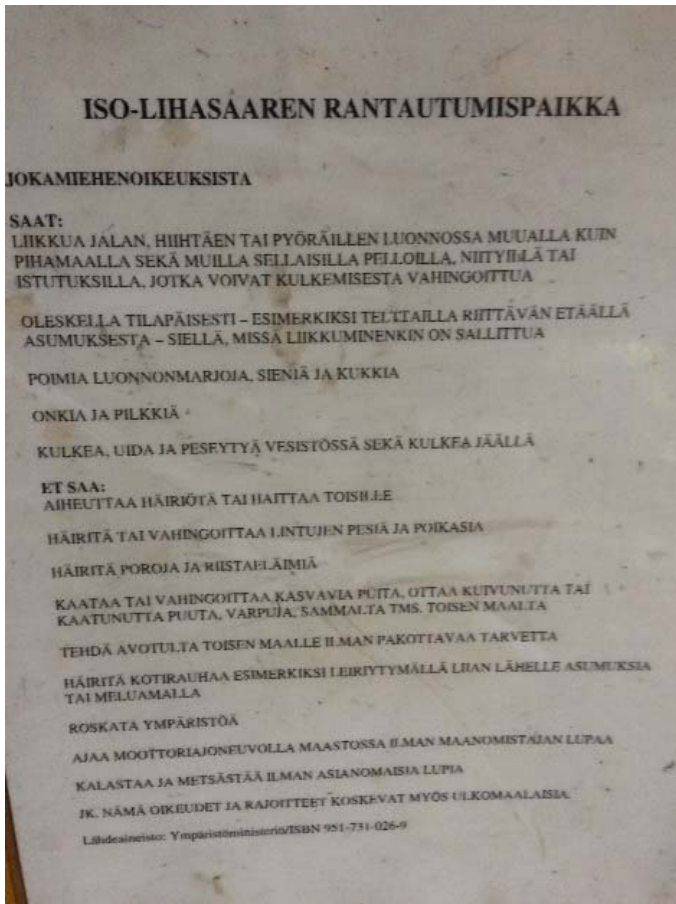 ISO-LIHASAAREN RANTAUTUMISPAIKKA
JOKAMIEHENOIKEUKSISTA
SAAT:
LIIKKUA JALAN, HIIHTÄEN TAI PYÖRÄILLEN LUONNOSSA MUUALLA KUIN
PIHAMAALLA SEKÄ MUILLA SELLAISILLA PELLOILLA, NIITYILLÄ TAI
ISTUTUKSILLA, JOTKA VOIVAT KULKEMISESTA VAHINGOITTUA
OLESKELLA TILAPÄISESTI – ESIMERKIKSI TELTTAILLA RIITTÄVÄN ETÄÄLLÄ
ASUMUKSESTA – SIELLÄ, MISSÄ LIIKKUMINENKIN ON SALLITTUA
POIMIA LUONNONMARJOJA, SIENIÄ JA KUKKIA
ONKIA JA PILKKIÄ
KULKEA, UIDA JA PESEYTYÄ VESISTÖSSÄ SEKÄ KULKEA JÄÄLLÄ
ET SAA:
AIHEUTTAA HÄIRIÖTÄ TAI HAITTAA TOISILLE
HÄIRITÄ TAI VAHINGOITTAA LINTUJEN PESIÄ JA POIKASIA
HÄIRITÄ POROJA JA RIISTAELÄIMIÄ
KAATAA TAI VAHINGOITTAA KASVAVIA PUITA, OTTAA KUIVUNUTTA TAI
KAATUNUTTA PUUTA, VARPUJA, SAMMALTA TMS. TOISEN MAALTA
TEHDÄ AVOTULTA TOISEN MAALLE ILMAN PAKOTTAVAA TARVETTA
HÄIRITÄ KOTIRAUHAA ESIMERKIKSI LEIRIYTYMÄLLÄ LIIAN LÄHELLE ASUMUKSIA
TAI MELUAMALLA
ROSKATA YMPÄRISTÖÄ
AJAA MOOTTORIAJONEUVOLLA MAASTOSSA ILMAN MAANOMISTAJAN LUPAA
KALASTAA JA METSÄSTÄÄ ILMAN ASIANOMAISIA LUPIA
JK. NÄMÄ OIKEUDET JA RAJOITTEET KOSKEVAT MYÖS ULKOMAALAISIA.
Lähdeaineisto: Ympäristöministeriö/ISBN 951-731-026-9